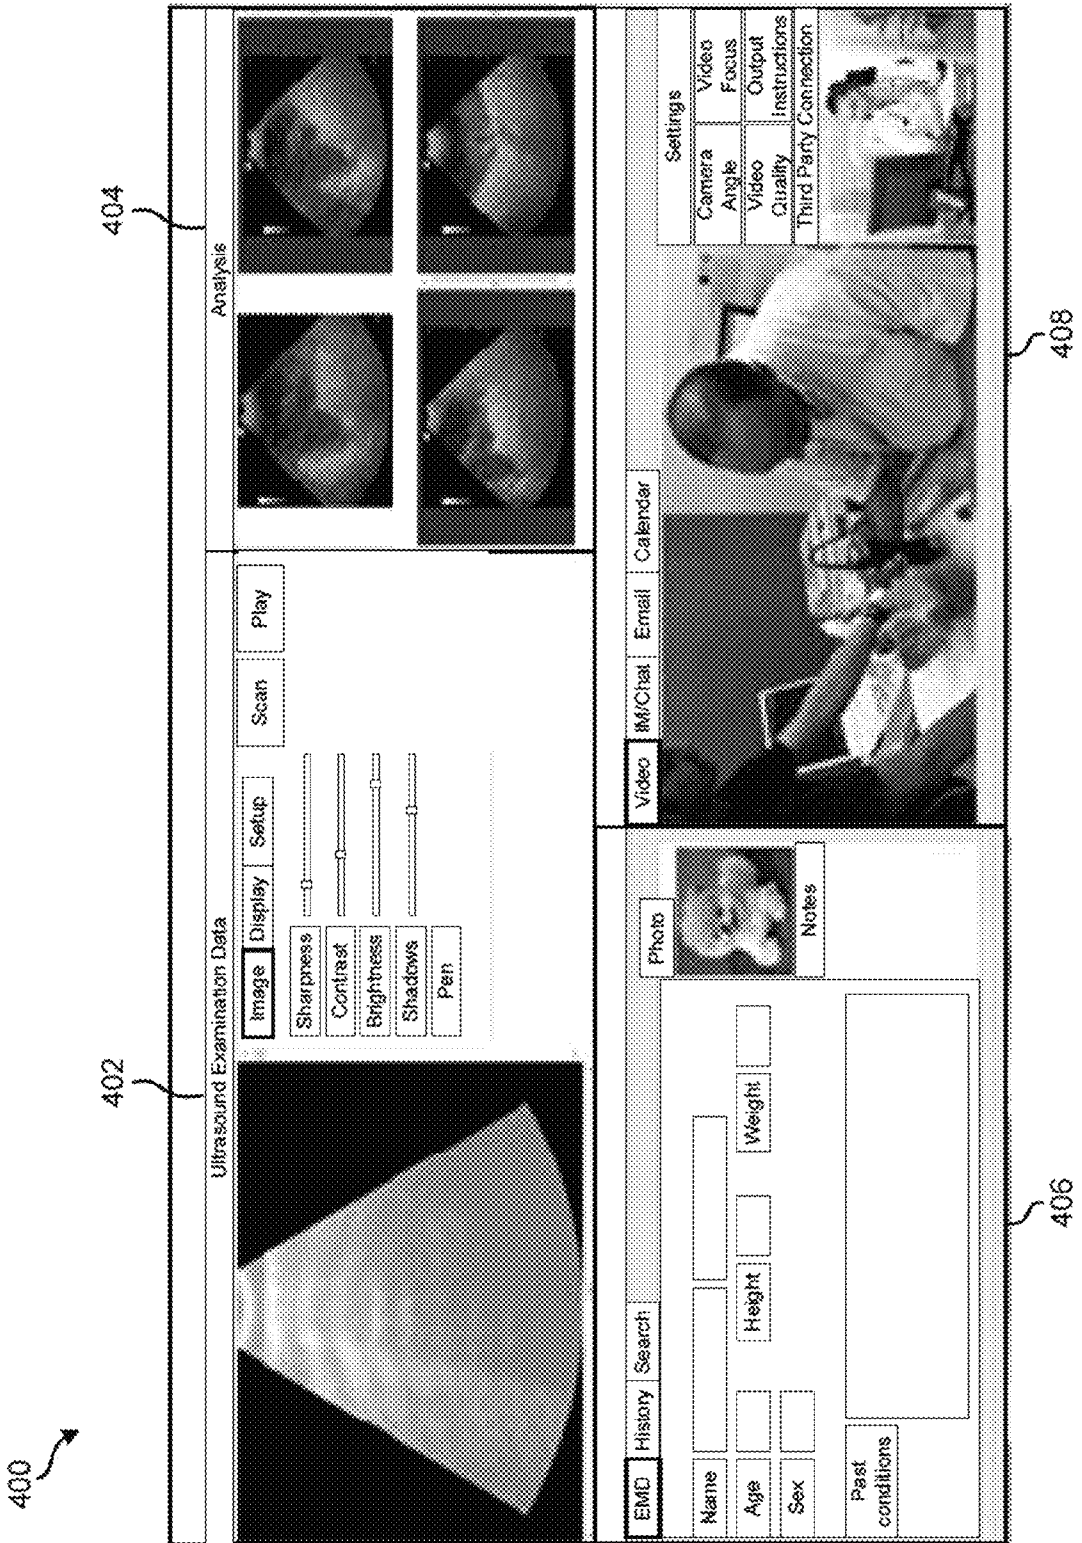 400
402
404
Ultrasound Examination Data
Analysis
Image
Display
Setup
Scan
Play
Sharpness
Contrast
Brightness
Shadows
Pen
EMD
History
Search
Photo
Name
Age
Height
Weight
Sex
Notes
Past
conditions
Video
IM/Chat
Email
Calendar
Settings
Camera
Angle
Video
Focus
Video
Quality
Output
Instructions
Third Party Connection
406
408